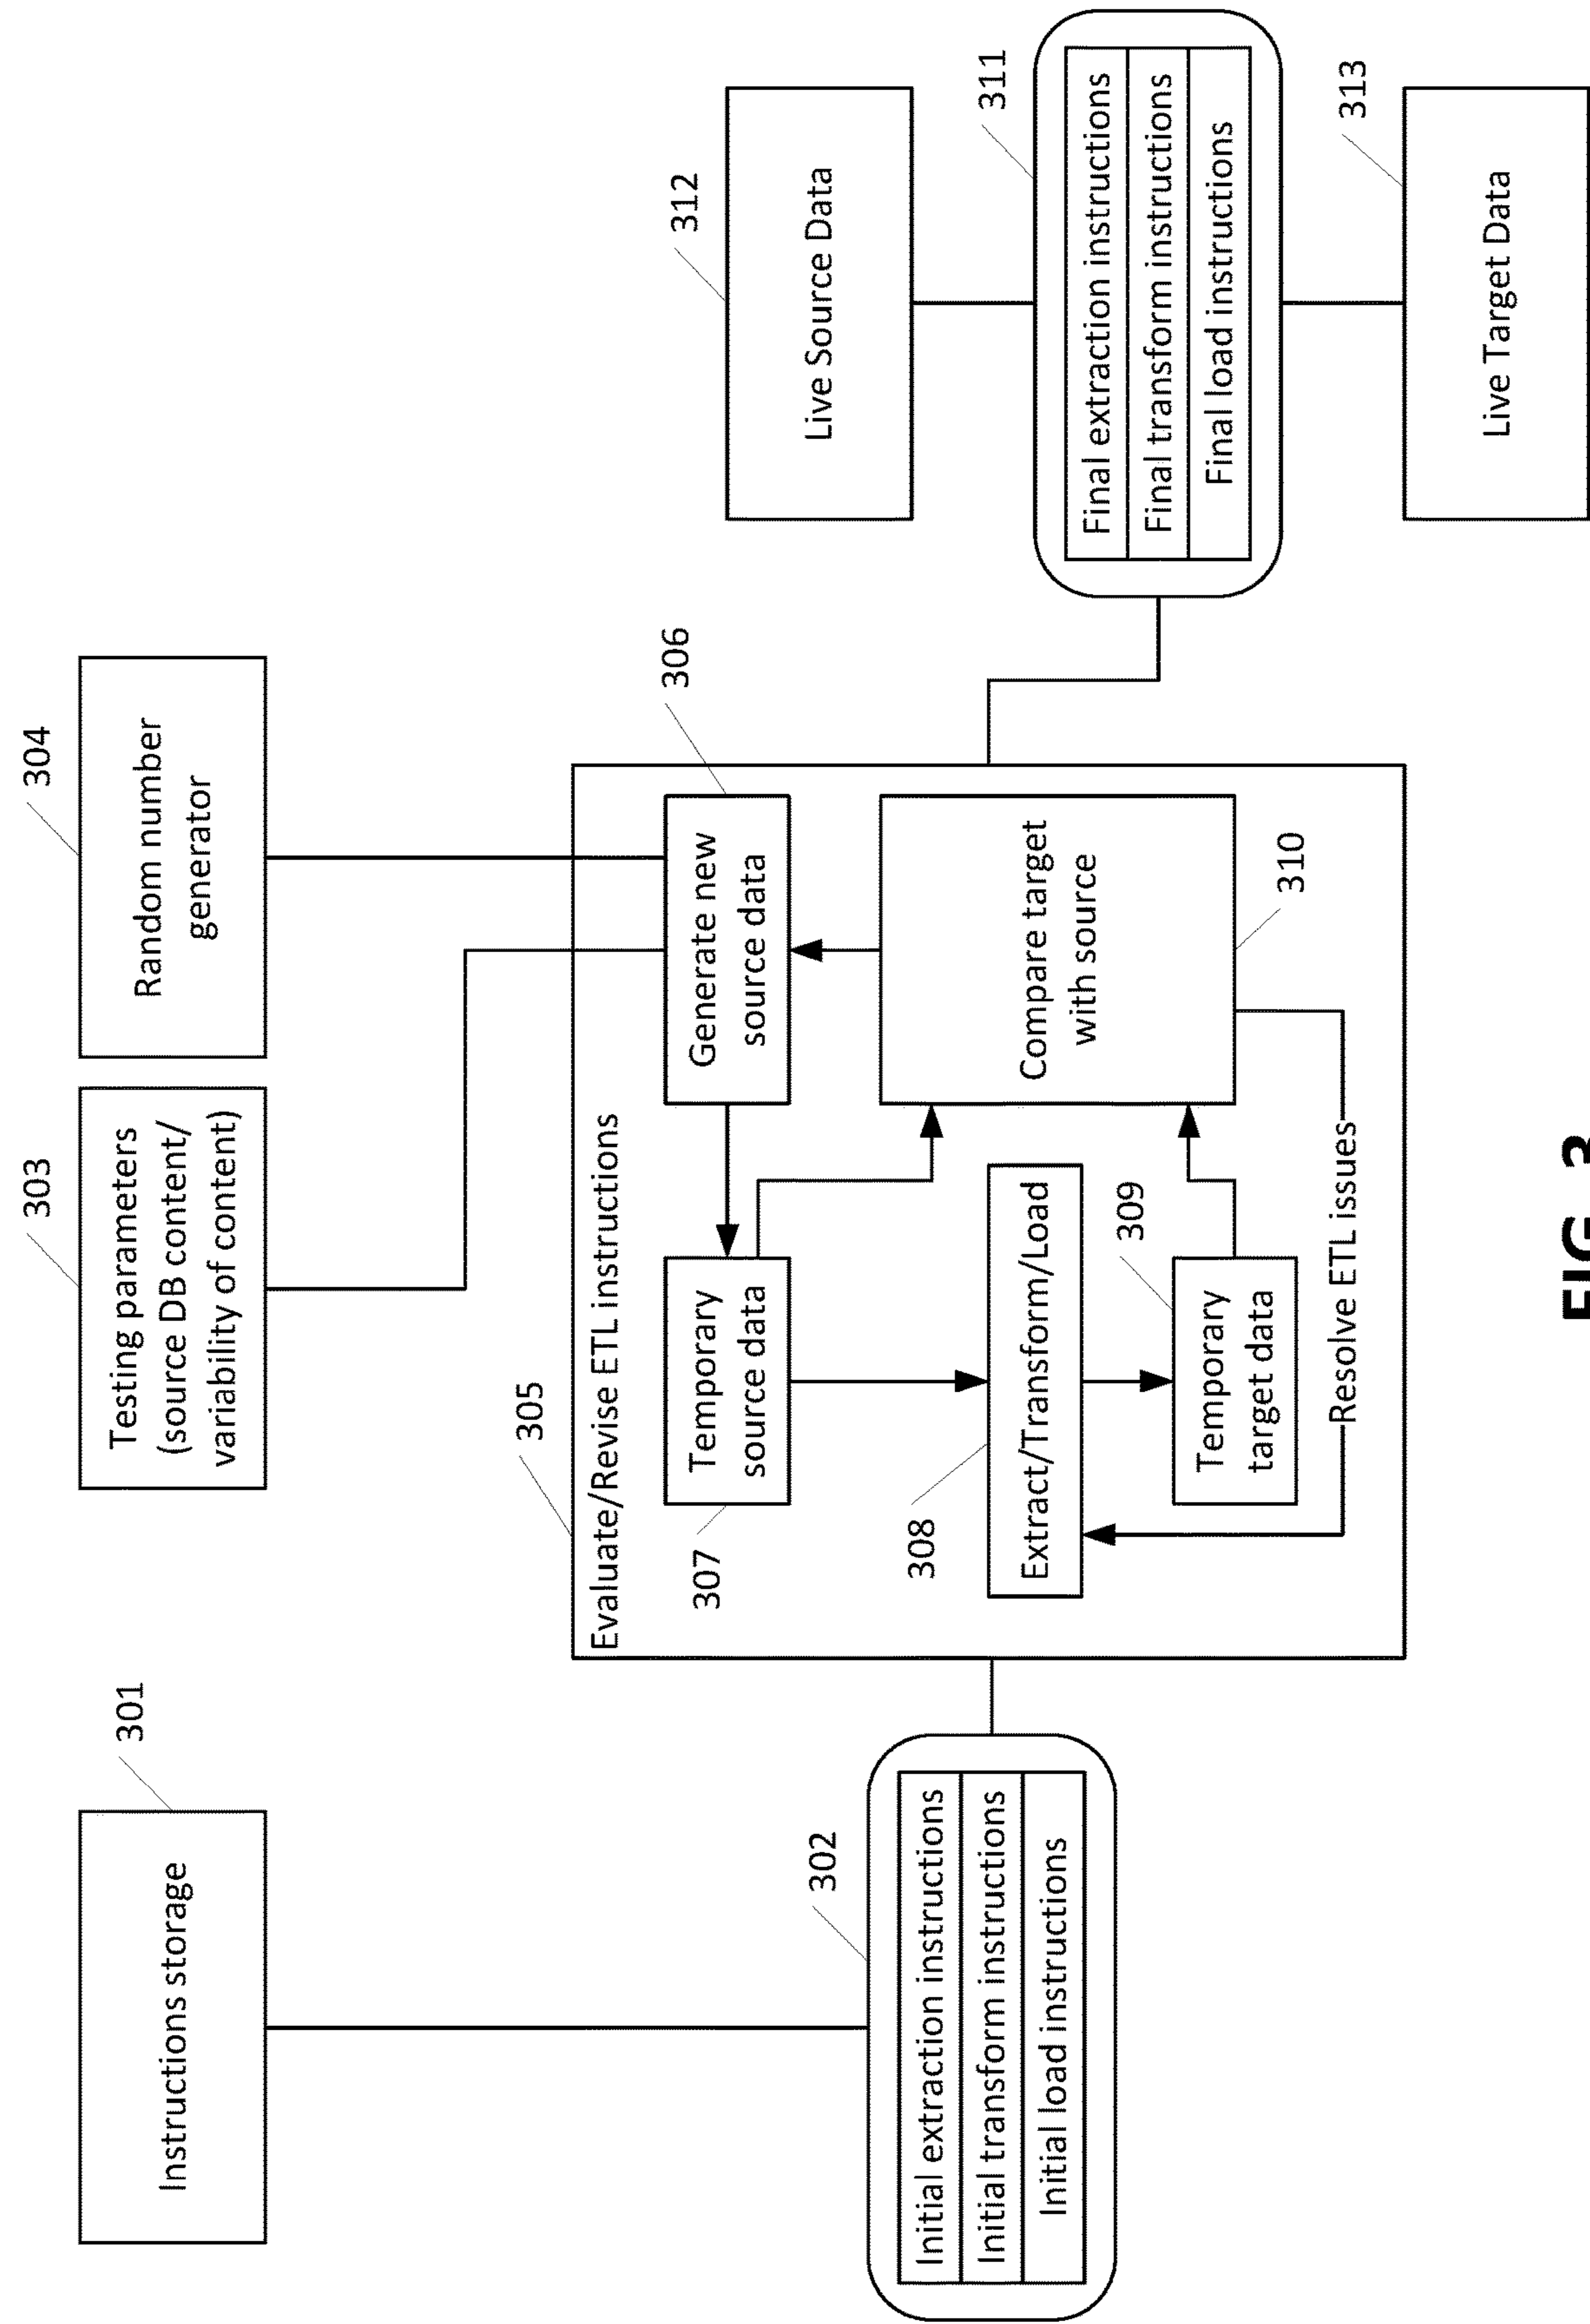 301
Instructions storage
302
Initial extraction instructions
Initial transform instructions
Initial load instructions
303
Testing parameters
(source DB content/
variability of content)
304
Random number
generator
305
Evaluate/Revise ETL instructions
306
Generate new
source data
307
Temporary
source data
308
Extract/Transform/Load
309
Temporary
target data
310
Compare target
with source
Resolve ETL issues
311
Final extraction instructions
Final transform instructions
Final load instructions
312
Live Source Data
313
Live Target Data
FIG. 3